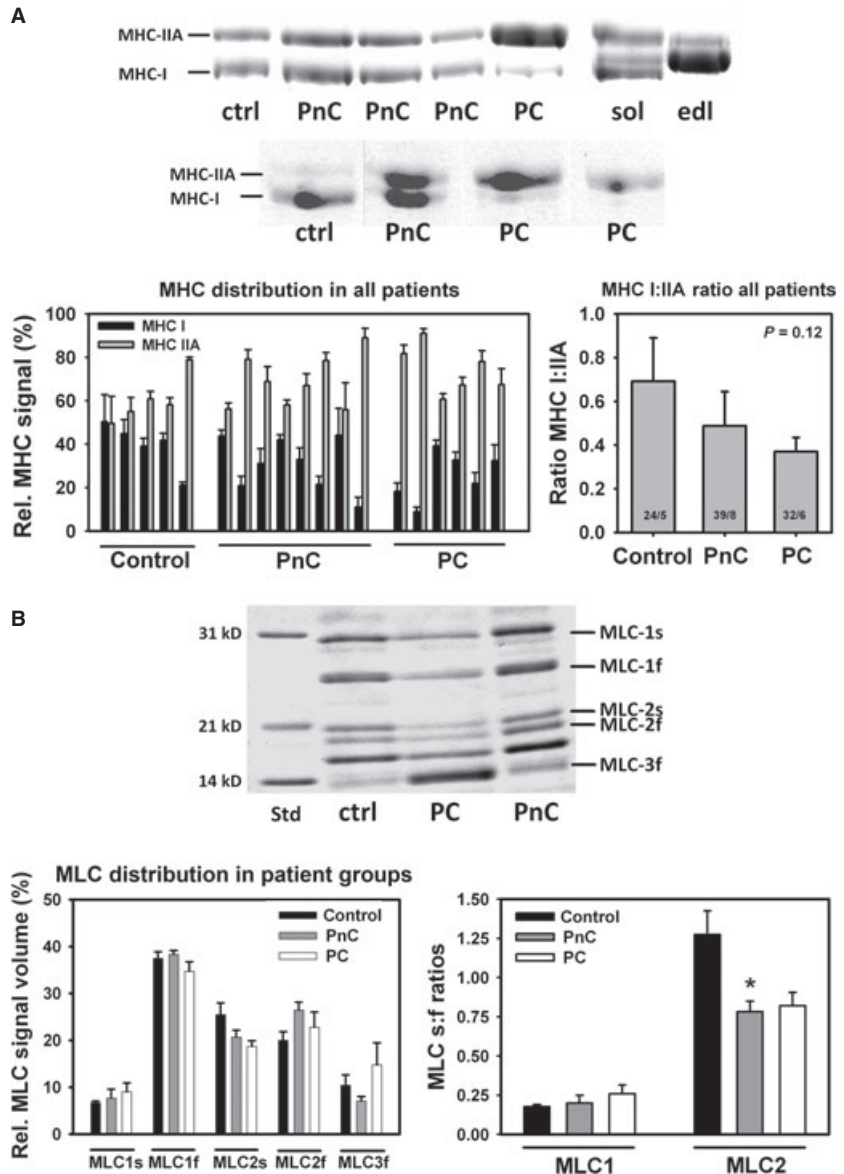 A
MHC-IIA
MHC-I
ctrl PnC PnC PnC PC sol edl
MHC-IIA
MHC-I
ctrl PnC PC PC
MHC distribution in all patients
Rel. MHC signal (%)
100
80
60
40
20
0
MHC I
MHC IIA
Control PnC PC
MHC I:IIA ratio all patients
Ratio MHC I:IIA
1.0
0.8
0.6
0.4
0.2
0.0
P = 0.12
24/5 39/8 32/6
Control PnC PC
B
31 kD
21 kD
14 kD
MLC-1s
MLC-1f
MLC-2s
MLC-2f
MLC-3f
Std ctrl PC PnC
MLC distribution in patient groups
Rel. MLC signal volume (%)
50
40
30
20
10
0
Control
PnC
PC
MLC1s MLC1f MLC2s MLC2f MLC3f
MLC s:f ratios
1.50
1.25
1.00
0.75
0.50
0.25
0.00
Control
PnC
PC
*
MLC1 MLC2